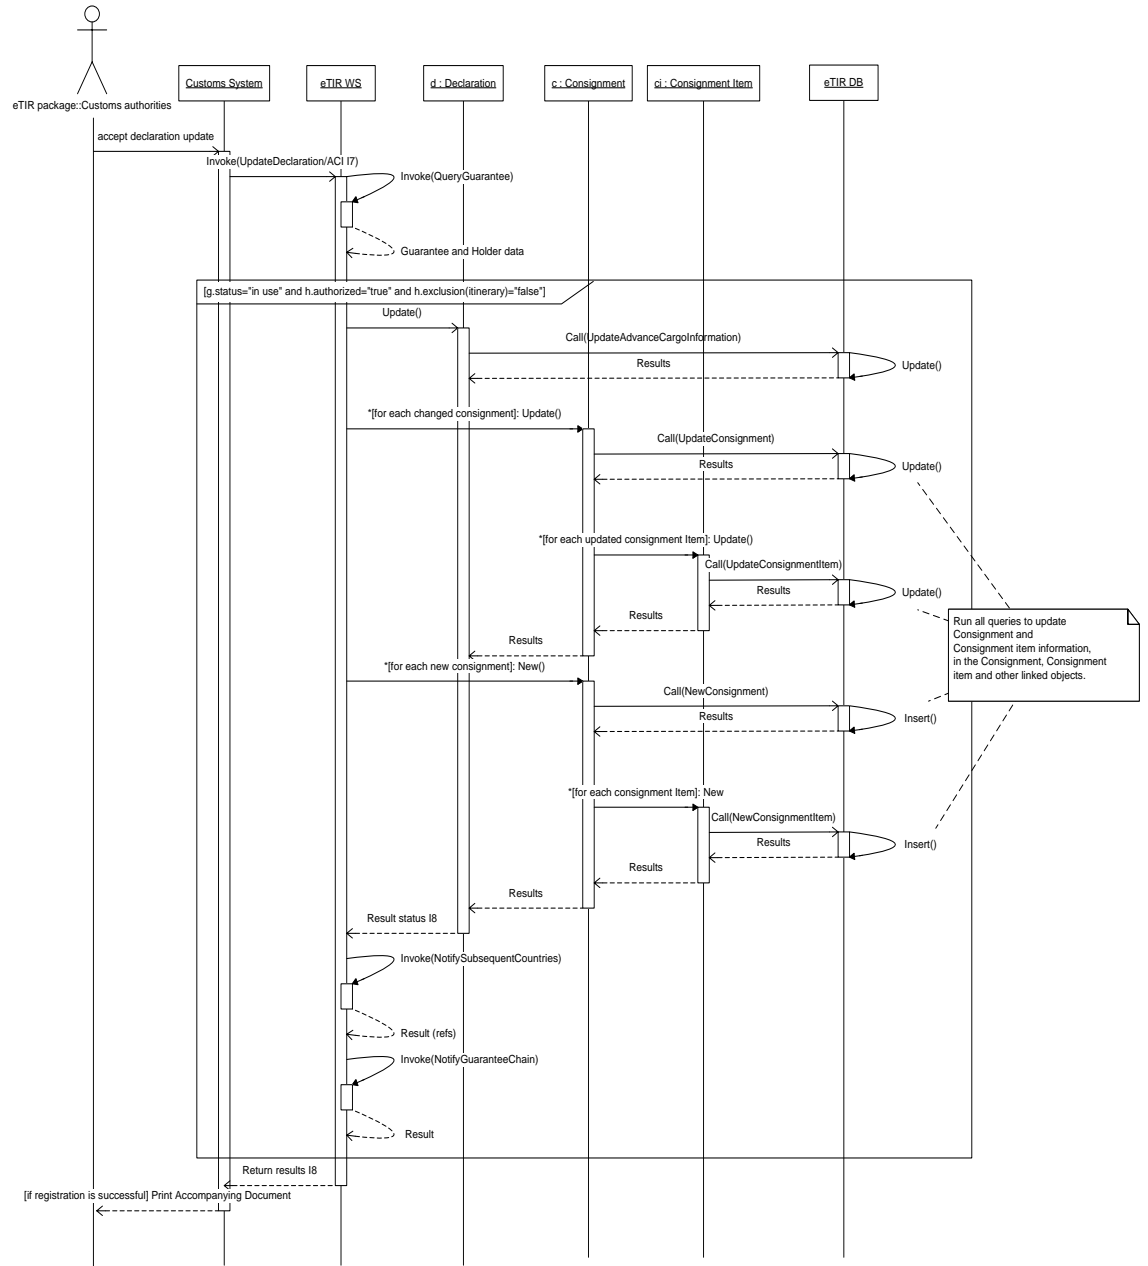 Customs System
eTIR WS
d : Declaration
c : Consignment
ci : Consignment Item
eTIR DB
eTIR package::Customs authorities
accept declaration update
Invoke(UpdateDeclaration/ACI I7)
Invoke(QueryGuarantee)
Guarantee and Holder data
[g.status="in use" and h.authorized="true" and h.exclusion(itinerary)="false"]
Update()
Call(UpdateAdvanceCargoInformation)
Results
Update()
*[for each changed consignment]: Update()
Call(UpdateConsignment)
Results
Update()
*[for each updated consignment Item]: Update()
Call(UpdateConsignmentItem)
Results
Update()
Results
Results
Run all queries to update
Consignment and
Consignment item information,
in the Consignment, Consignment
item and other linked objects.
*[for each new consignment]: New()
Call(NewConsignment)
Results
Insert()
*[for each consignment Item]: New
Call(NewConsignmentItem)
Results
Insert()
Results
Results
Result status I8
Invoke(NotifySubsequentCountries)
Result (refs)
Invoke(NotifyGuaranteeChain)
Result
Return results I8
[if registration is successful] Print Accompanying Document